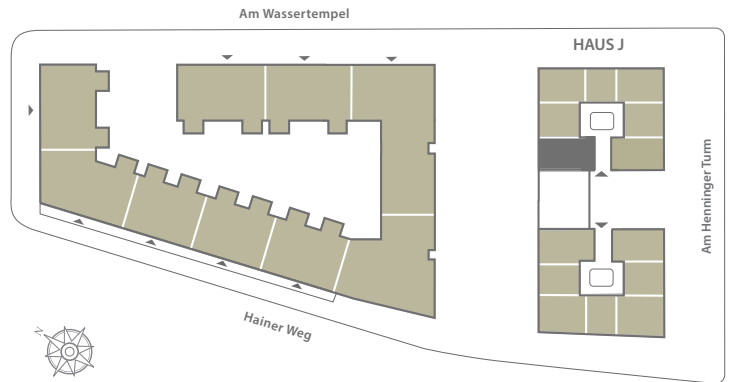 Am Wassertempel
HAUS J
Am Henninger Turm
Hainer Weg
N